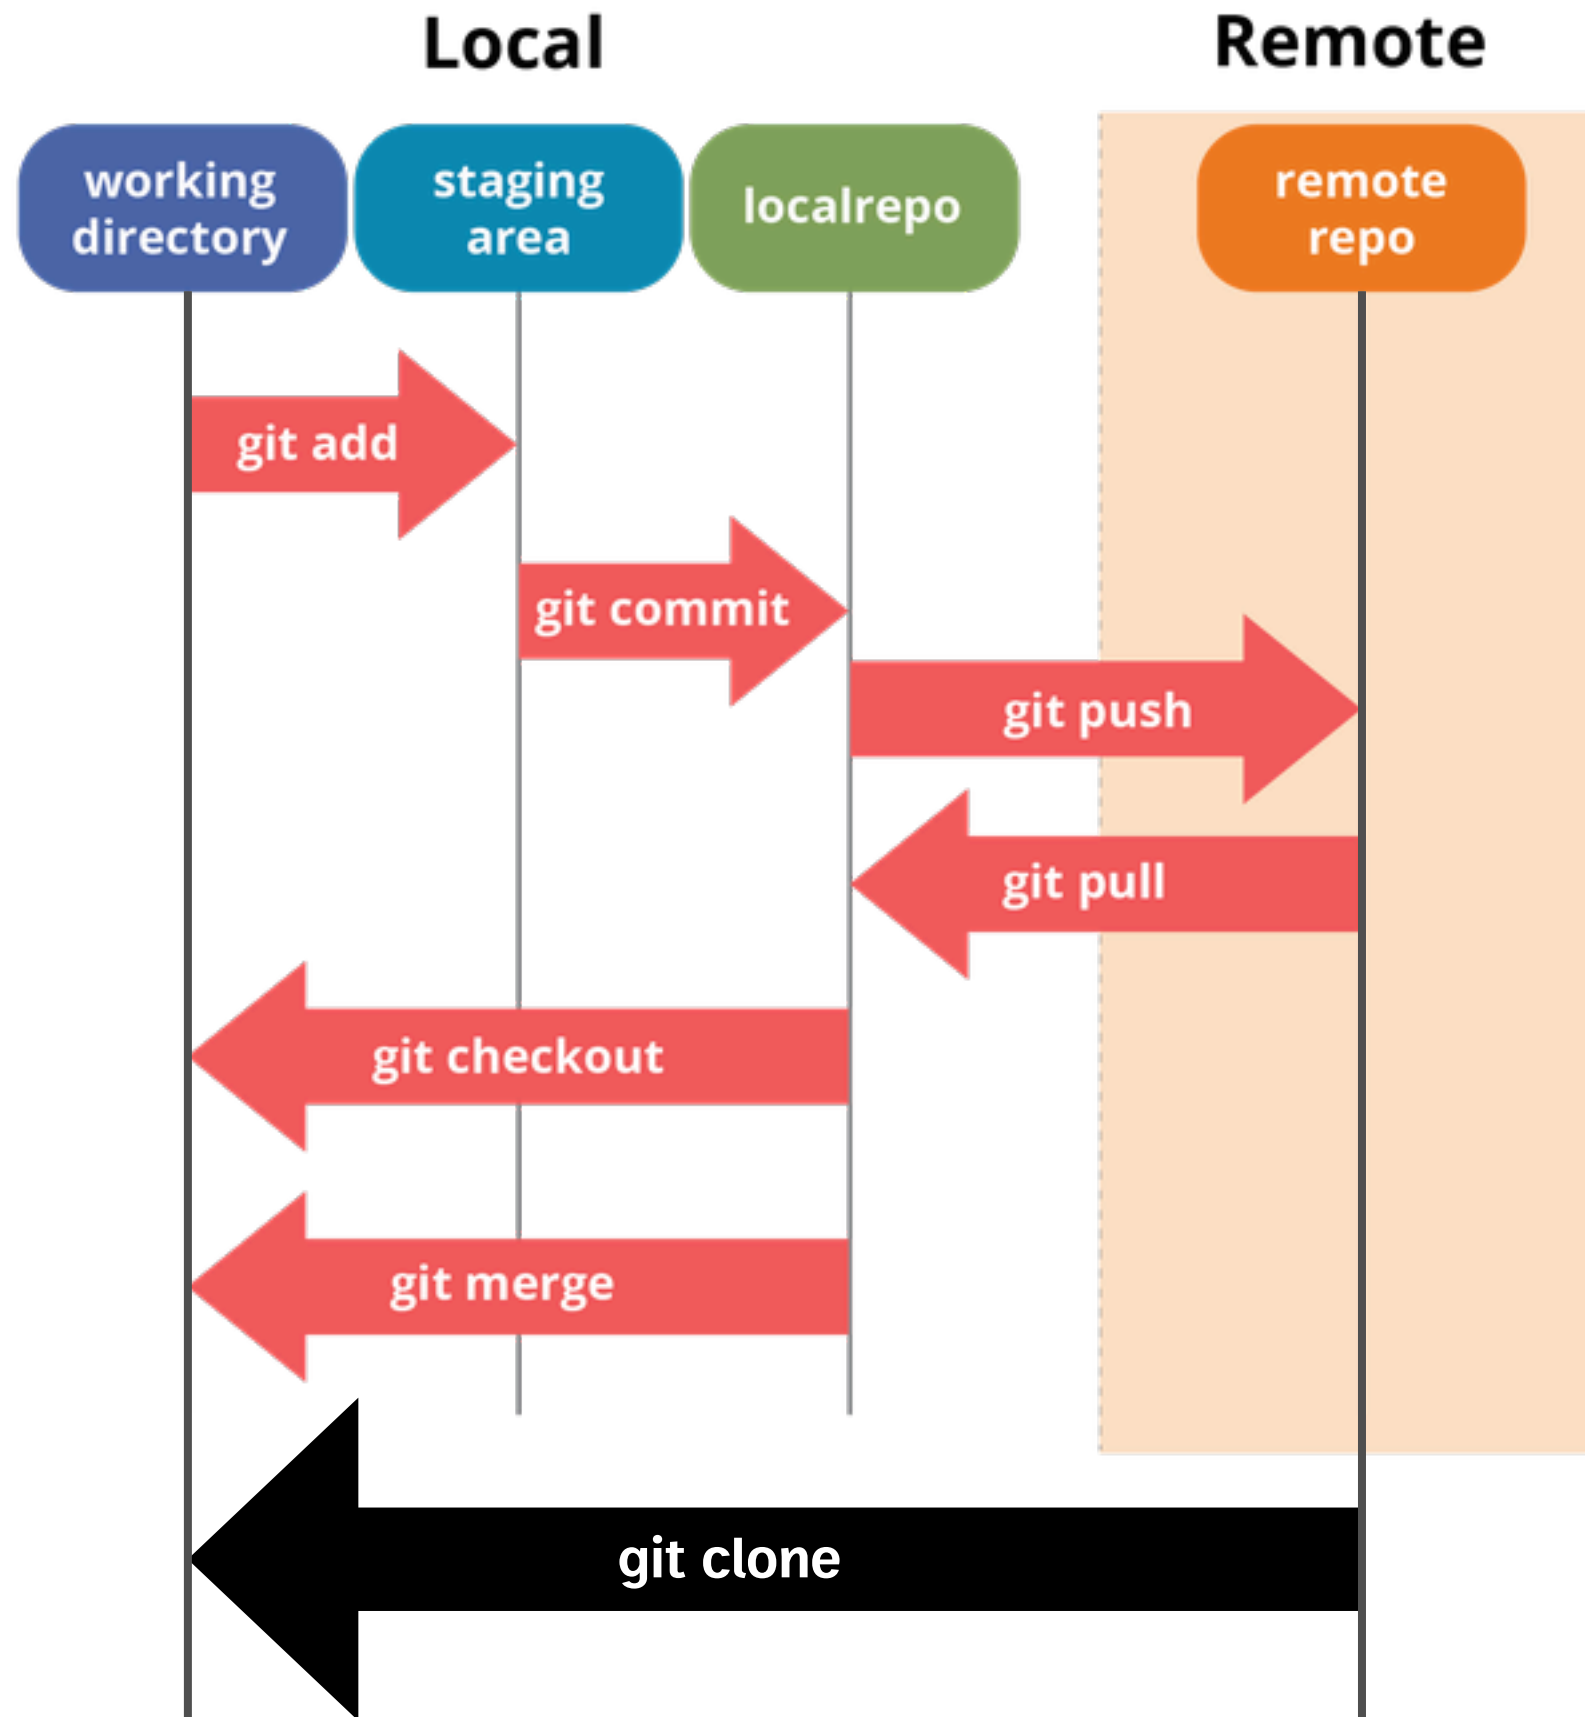 Local
Remote
working
directory
staging
area
localrepo
remote
repo
git add
git commit
git push
git pull
git checkout
git merge
git clone